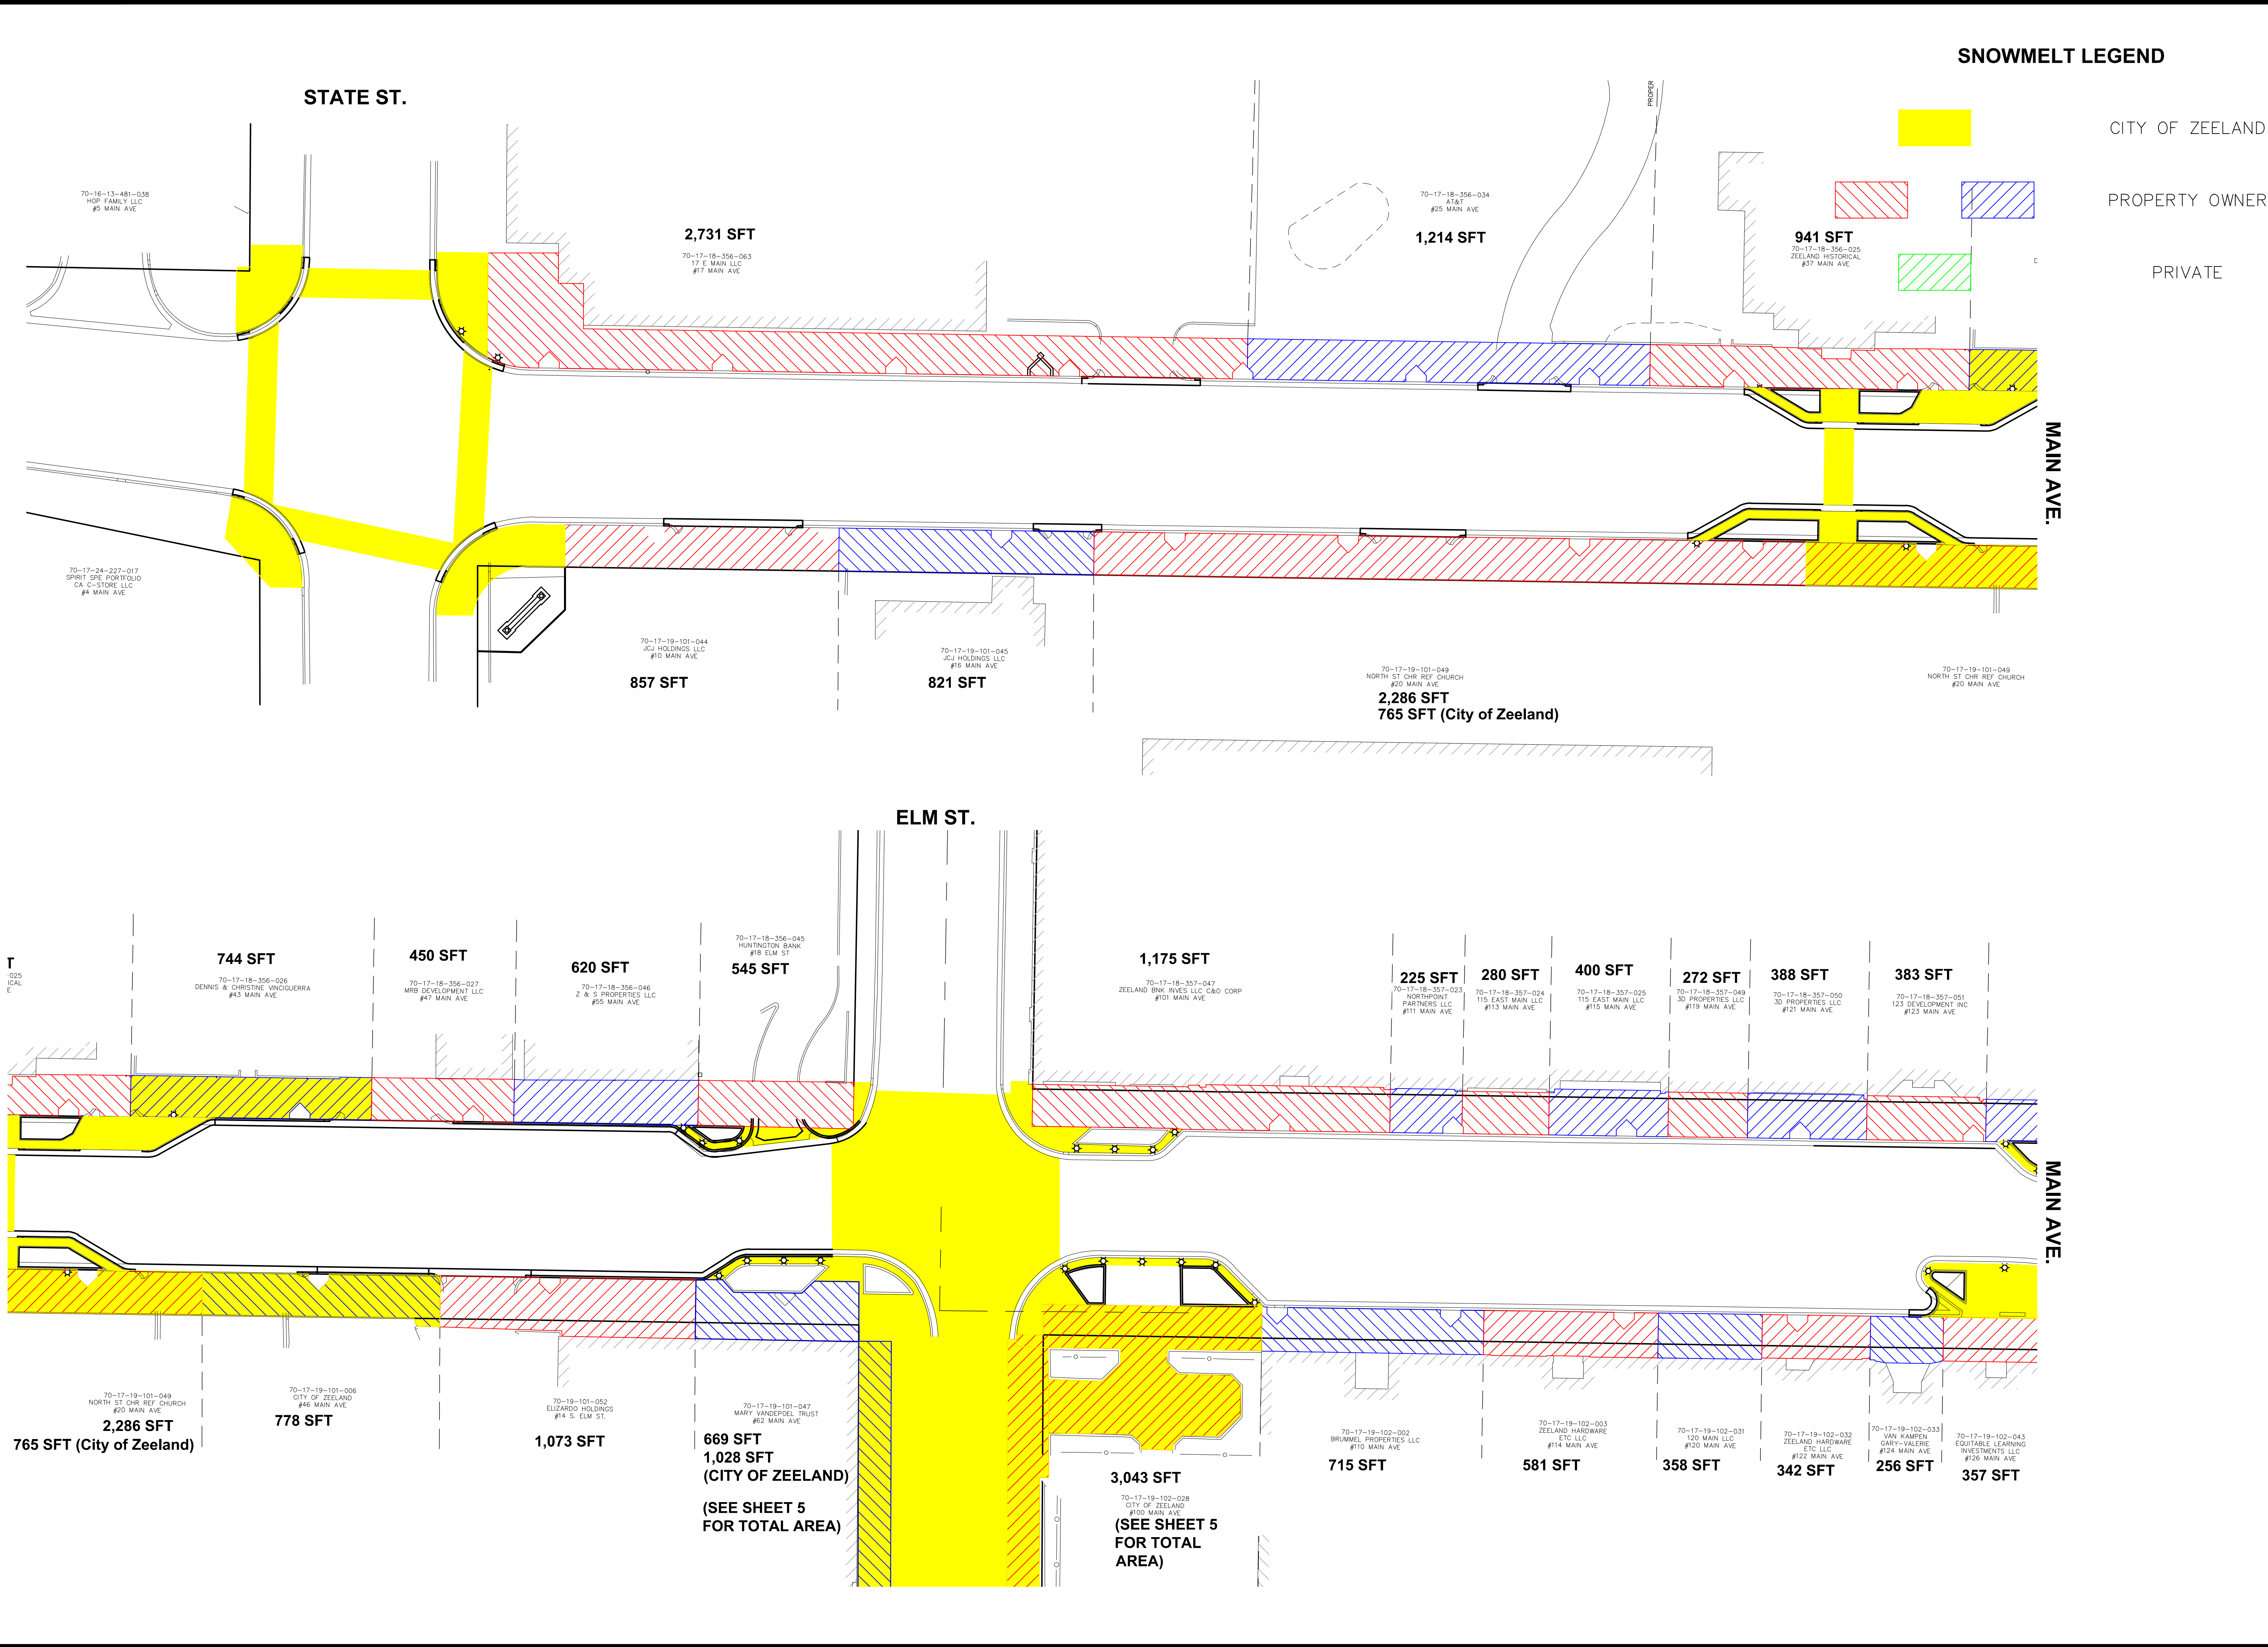 SNOWMELT LEGEND
CITY OF ZEELAND
PROPERTY OWNER
PRIVATE
STATE ST.
PROPER
70-16-13-481-038
HOP FAMILY LLC
#5 MAIN AVE
2,731 SFT
70-17-18-356-063
17 E MAIN LLC
#17 MAIN AVE
70-17-18-356-034
AT&T
#25 MAIN AVE
1,214 SFT
941 SFT
70-17-18-356-025
ZEELAND HISTORICAL
#37 MAIN AVE
MAIN AVE.
70-17-24-227-017
SPIRIT SPE PORTFOLIO
CA C-STORE LLC
#4 MAIN AVE
70-17-19-101-044
JCJ HOLDINGS LLC
#10 MAIN AVE
857 SFT
70-17-19-101-045
JCJ HOLDINGS LLC
#16 MAIN AVE
821 SFT
70-17-19-101-049
NORTH ST CHR REF CHURCH
#20 MAIN AVE
2,286 SFT
765 SFT (City of Zeeland)
70-17-19-101-049
NORTH ST CHR REF CHURCH
#20 MAIN AVE
ELM ST.
T
-025
ICAL
E
744 SFT
70-17-18-356-026
DENNIS & CHRISTINE VINCIGUERRA
#43 MAIN AVE
450 SFT
70-17-18-356-027
MRB DEVELOPMENT LLC
#47 MAIN AVE
620 SFT
70-17-18-356-046
Z & S PROPERTIES LLC
#55 MAIN AVE
70-17-18-356-045
HUNTINGTON BANK
#18 ELM ST
545 SFT
1,175 SFT
70-17-18-357-047
ZEELAND BNK INVES LLC C&O CORP
#101 MAIN AVE
225 SFT
70-17-18-357-023
NORTHPOINT
PARTNERS LLC
#111 MAIN AVE
280 SFT
70-17-18-357-024
115 EAST MAIN LLC
#113 MAIN AVE
400 SFT
70-17-18-357-025
115 EAST MAIN LLC
#115 MAIN AVE
272 SFT
70-17-18-357-049
3D PROPERTIES LLC
#119 MAIN AVE
388 SFT
70-17-18-357-050
3D PROPERTIES LLC
#121 MAIN AVE
383 SFT
70-17-18-357-051
123 DEVELOPMENT INC
#123 MAIN AVE
MAIN AVE.
70-17-19-101-049
NORTH ST CHR REF CHURCH
#20 MAIN AVE
2,286 SFT
765 SFT (City of Zeeland)
70-17-19-101-006
CITY OF ZEELAND
#46 MAIN AVE
778 SFT
70-19-101-052
ELIZARDO HOLDINGS
#14 S. ELM ST.
1,073 SFT
70-17-19-101-047
MARY VANDEPOEL TRUST
#62 MAIN AVE
669 SFT
1,028 SFT
(CITY OF ZEELAND)
(SEE SHEET 5
FOR TOTAL AREA)
3,043 SFT
70-17-19-102-028
CITY OF ZEELAND
#100 MAIN AVE
(SEE SHEET 5
FOR TOTAL
AREA)
70-17-19-102-002
BRUMMEL PROPERTIES LLC
#110 MAIN AVE
715 SFT
70-17-19-102-003
ZEELAND HARDWARE
ETC LLC
#114 MAIN AVE
581 SFT
70-17-19-102-031
120 MAIN LLC
#120 MAIN AVE
358 SFT
70-17-19-102-032
ZEELAND HARDWARE
ETC LLC
#122 MAIN AVE
342 SFT
70-17-19-102-033
VAN KAMPEN
GARY-VALERIE
#124 MAIN AVE
256 SFT
70-17-19-102-043
EQUITABLE LEARNING
INVESTMENTS LLC
#126 MAIN AVE
357 SFT